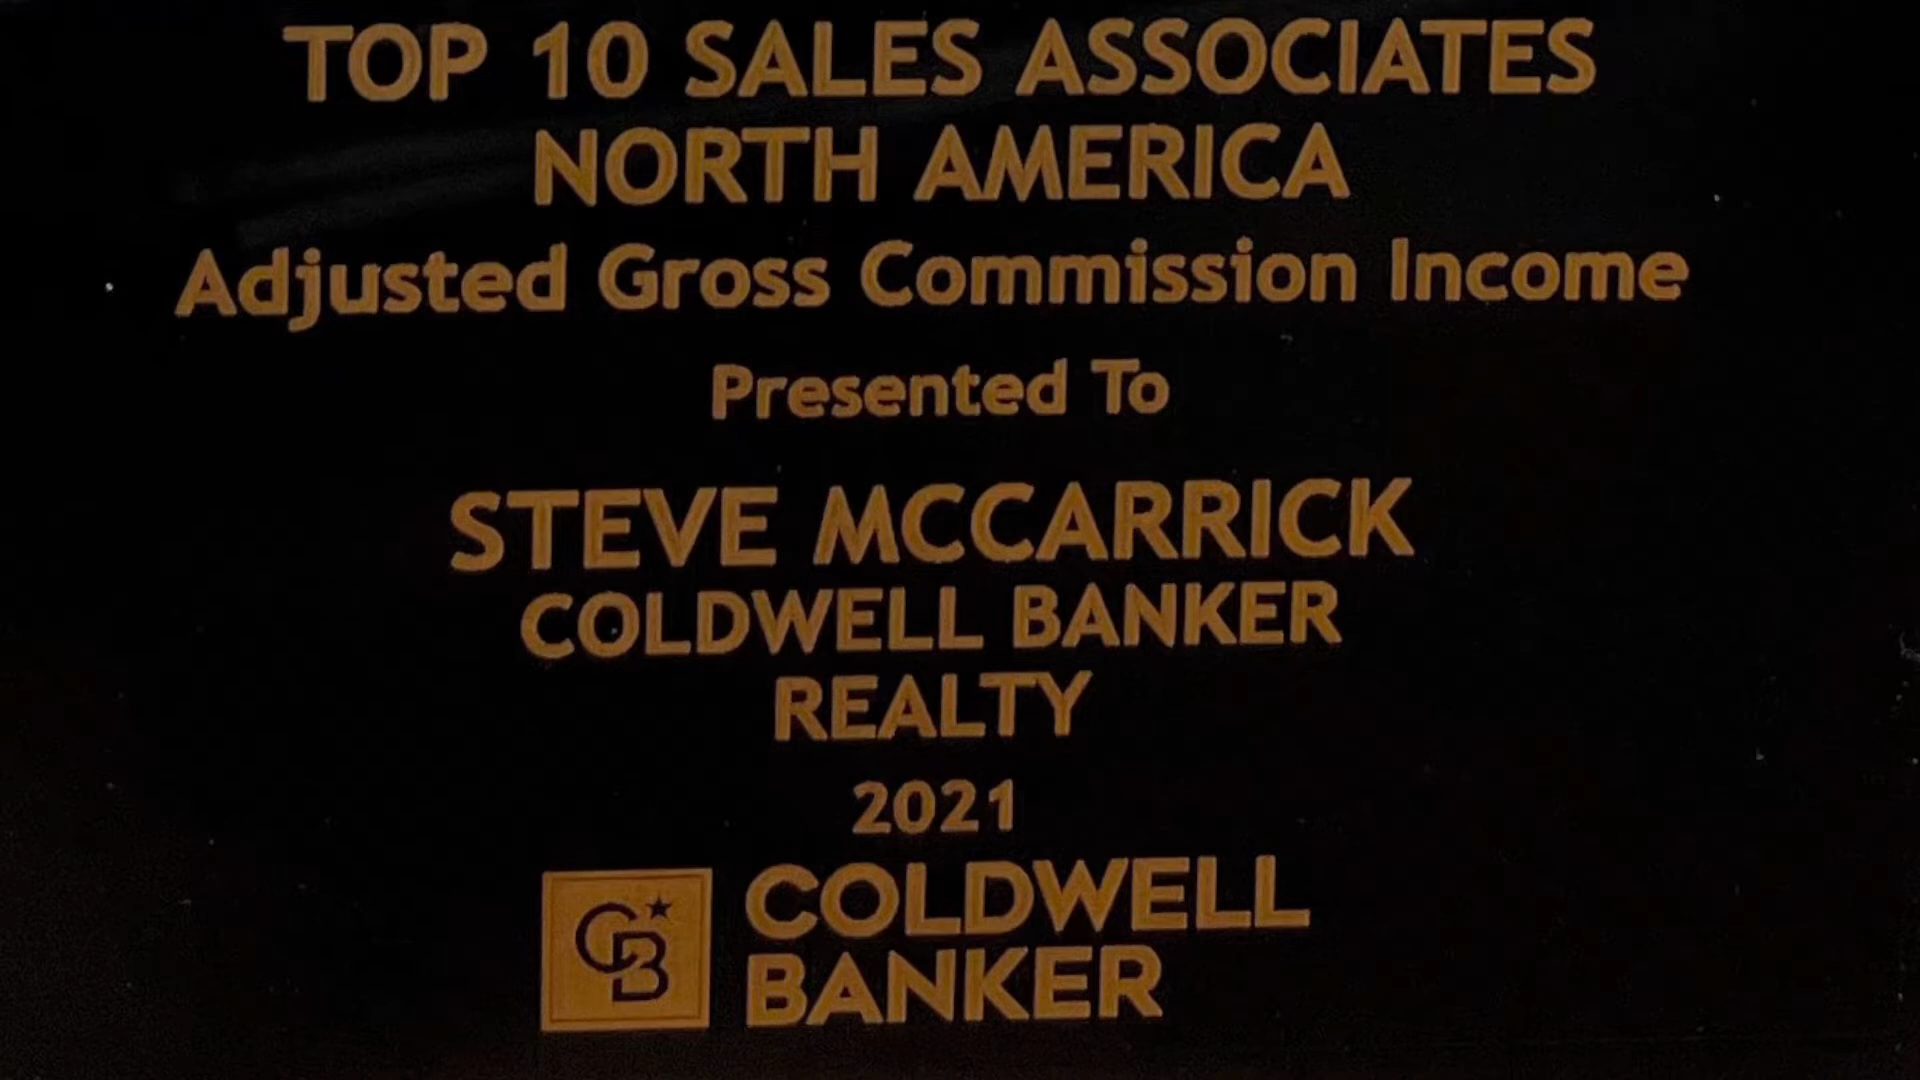 TOP 10 SALES ASSOCIATES
NORTH AMERICA
Adjusted Gross Commission Income
Presented To
STEVE MCCARRICK
COLDWELL BANKER
REALTY
2021
CB COLDWELL
BANKER